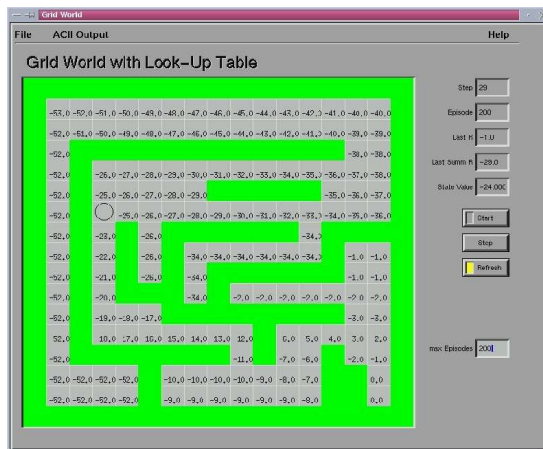 Grid World
File ACII Output Help
Grid World with Look-Up Table
Step 29
Episode 200
Last R -1.0
Last Summ R -29.0
State Value -24.000
Start
Stop
Refresh
max Episodes 200
-53.0 -52.0 -51.0 -50.0 -49.0 -48.0 -47.0 -46.0 -45.0 -44.0 -43.0 -42.0 -41.0 -40.0 -40.0
-52.0 -51.0 -50.0 -49.0 -48.0 -47.0 -46.0 -45.0 -44.0 -43.0 -42.0 -41.0 -40.0 -39.0 -39.0
-52.0 -38.0 -38.0
-52.0 -26.0 -27.0 -28.0 -29.0 -30.0 -31.0 -32.0 -33.0 -34.0 -35.0 -36.0 -37.0 -37.0
-52.0 -25.0 -26.0 -27.0 -28.0 -29.0 -35.0 -36.0 -37.0
-52.0 -25.0 -26.0 -27.0 -28.0 -29.0 -30.0 -31.0 -32.0 -33.0 -34.0 -35.0 -36.0
-52.0 -23.0 -26.0 -34.0
-52.0 -22.0 -26.0 -34.0 -34.0 -34.0 -34.0 -34.0 -34.0 -1.0 -1.0
-52.0 -21.0 -26.0 -34.0 -1.0 -1.0
-52.0 -20.0 -34.0 -2.0 -2.0 -2.0 -2.0 -2.0 -2.0 -2.0
-52.0 -19.0 -18.0 -17.0 -3.0 -3.0
-52.0 18.0 17.0 16.0 15.0 14.0 13.0 12.0 6.0 5.0 4.0 3.0 2.0
-52.0 -11.0 -7.0 -6.0 -2.0 -1.0
-52.0 -52.0 -52.0 -52.0 -10.0 -10.0 -10.0 -10.0 -9.0 -8.0 -7.0 0.0
-52.0 -52.0 -52.0 -52.0 -9.0 -9.0 -9.0 -9.0 -9.0 -9.0 -8.0 0.0